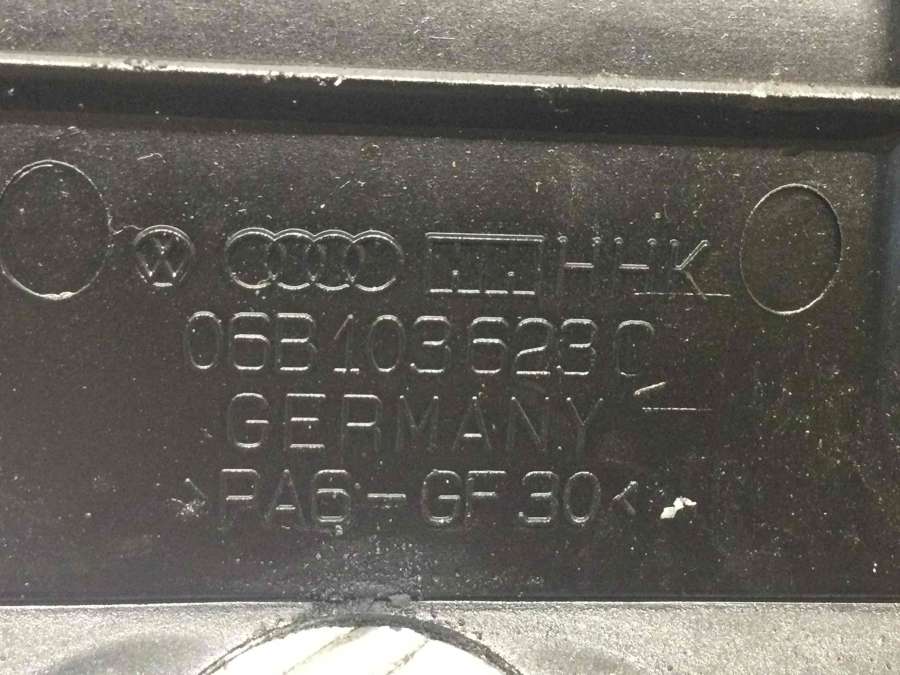 HHK
06B 103 623 C
GERMANY
>PA6-GF30<